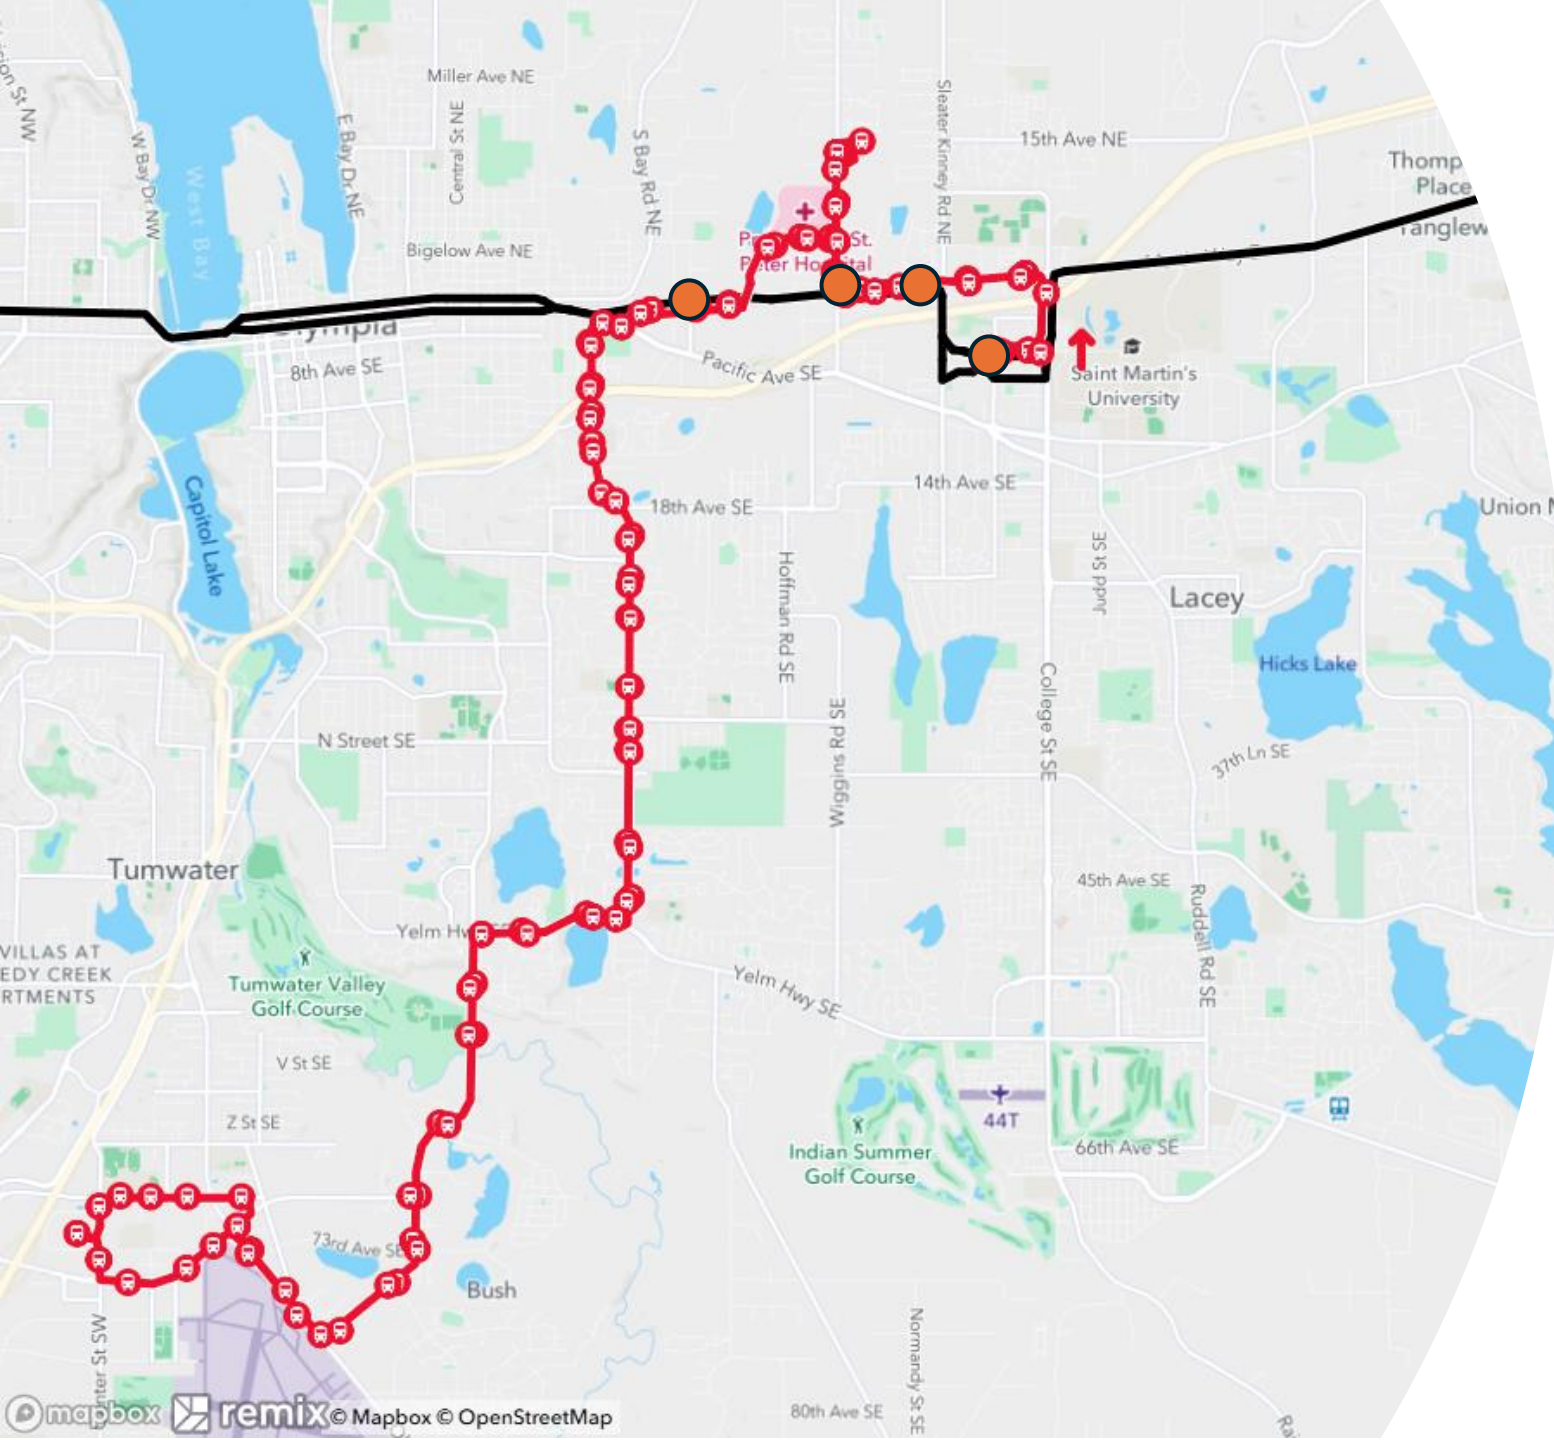 Miller Ave NE
Central St NE
E Bay Dr NE
W Bay Dr NW
West Bay
S Bay Rd NE
Sleater Kinney Rd NE
15th Ave NE
Thomp
Place
Tanglew
Bigelow Ave NE
St.
Peter Hospital
Olympia
8th Ave SE
Pacific Ave SE
Saint Martin's
University
14th Ave SE
18th Ave SE
Union
Capitol Lake
Hoffman Rd SE
Judd St SE
Lacey
Hicks Lake
College St SE
Wiggins Rd SE
N Street SE
37th Ln SE
Tumwater
45th Ave SE
Ruddell Rd SE
VILLAS AT
EDY CREEK
RTMENTS
Yelm Hw
Tumwater Valley
Golf Course
Yelm Hwy SE
V St SE
Z St SE
44T
Indian Summer
Golf Course
66th Ave SE
73rd Ave SE
Bush
nter St SW
Normandy St SE
80th Ave SE
mapbox
remix
© Mapbox © OpenStreetMap